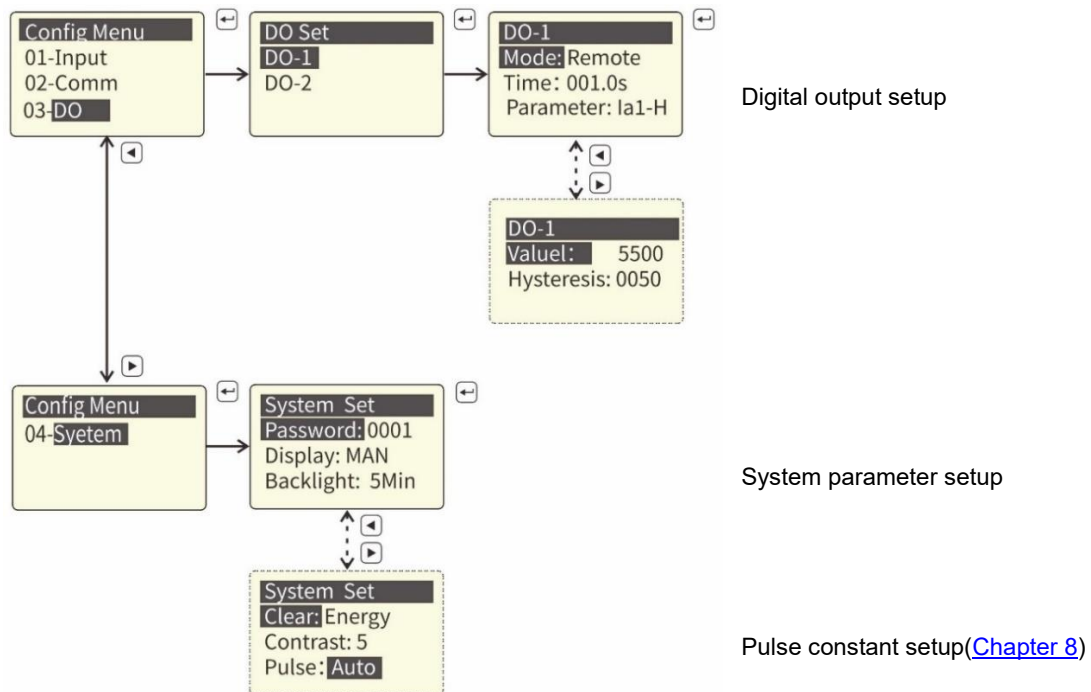 Config Menu
01-Input
02-Comm
03-DO
DO Set
DO-1
DO-2
DO-1
Mode: Remote
Time: 001.0s
Parameter: Ia1-H
Digital output setup
DO-1
Valuel: 5500
Hysteresis: 0050
Config Menu
04-Syetem
System Set
Password: 0001
Display: MAN
Backlight: 5Min
System parameter setup
System Set
Clear: Energy
Contrast: 5
Pulse: Auto
Pulse constant setup(Chapter 8)